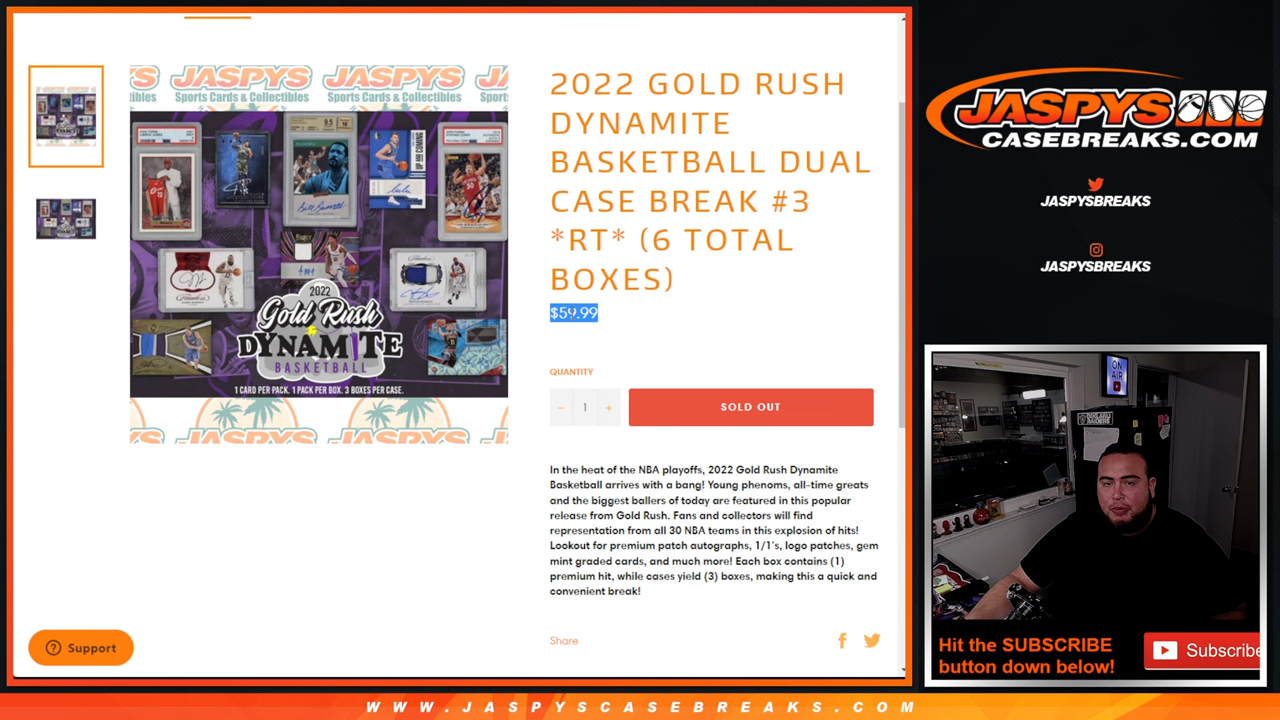 JASPYS JASPYS
Sports Cards & Collectibles Sports Cards & Collectibles
2022
Gold Rush
DYNAMITE
BASKETBALL
1 CARD PER PACK. 1 PACK PER BOX. 3 BOXES PER CASE.
2022 GOLD RUSH
DYNAMITE
BASKETBALL DUAL
CASE BREAK #3
*RT* (6 TOTAL
BOXES)
$59.99
QUANTITY
− 1 +
SOLD OUT
In the heat of the NBA playoffs, 2022 Gold Rush Dynamite
Basketball arrives with a bang! Young phenoms, all-time greats
and the biggest ballers of today are featured in this popular
release from Gold Rush. Fans and collectors will find
representation from all 30 NBA teams in this explosion of hits!
Lookout for premium patch autographs, 1/1's, logo patches, gem
mint graded cards, and much more! Each box contains (1)
premium hit, while cases yield (3) boxes, making this a quick and
convenient break!
Share
Support
JASPYS
CASEBREAKS.COM
JASPYSBREAKS
JASPYSBREAKS
ON
AIR
Hit the SUBSCRIBE
button down below!
Subscribe
WWW.JASPYSCASEBREAKS.COM